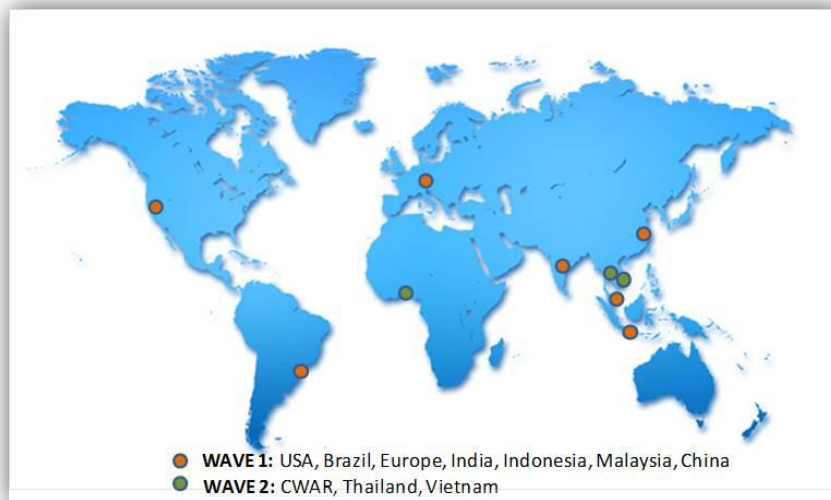 WAVE 1: USA, Brazil, Europe, India, Indonesia, Malaysia, China
WAVE 2: CWAR, Thailand, Vietnam